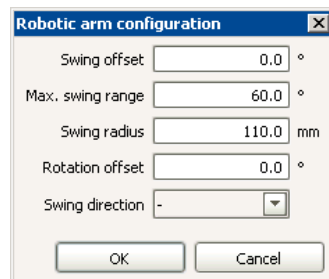 Robotic arm configuration
Swing offset 0.0 °
Max. swing range 60.0 °
Swing radius 110.0 mm
Rotation offset 0.0 °
Swing direction -
OK Cancel